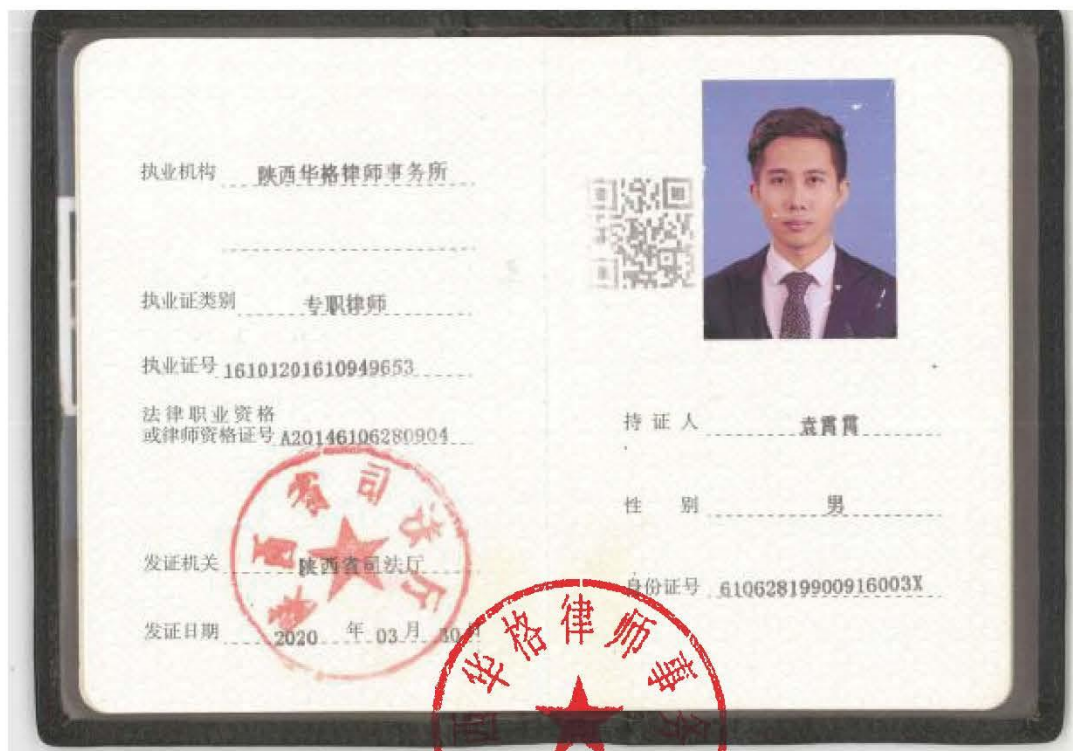 执业机构 陕西华格律师事务所
执业证类别 专职律师
执业证号 16101201610949653
法律职业资格
或律师资格证号 A20146106280904
发证机关 陕西省司法厅
发证日期 2020 年 03 月 30 日
持证人 袁霄霄
性别 男
身份证号 61062819900916003X
陕西省司法厅
西华格律师事务